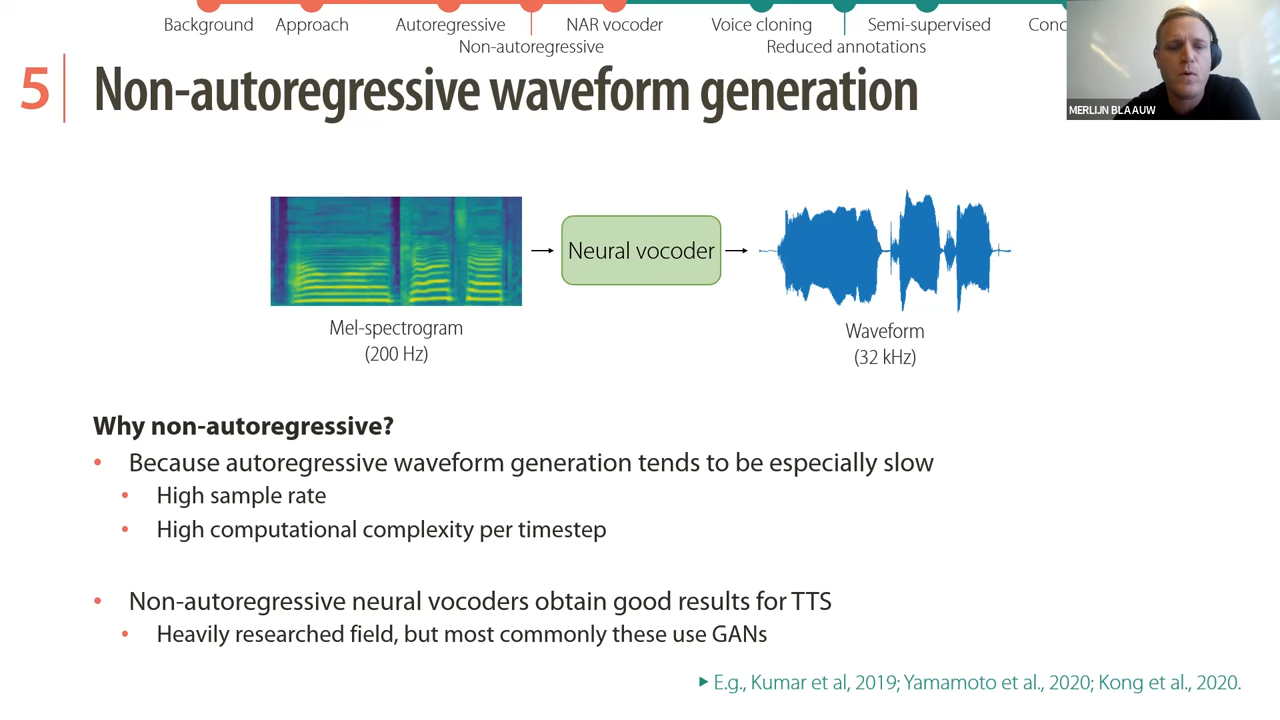 Background Approach Autoregressive NAR vocoder Voice cloning Semi-supervised Conc
Non-autoregressive Reduced annotations
MERLIJN BLAAUW
5 Non-autoregressive waveform generation
Neural vocoder
Mel-spectrogram
(200 Hz)
Waveform
(32 kHz)
Why non-autoregressive?
• Because autoregressive waveform generation tends to be especially slow
• High sample rate
• High computational complexity per timestep
• Non-autoregressive neural vocoders obtain good results for TTS
• Heavily researched field, but most commonly these use GANs
▶ E.g., Kumar et al, 2019; Yamamoto et al., 2020; Kong et al., 2020.